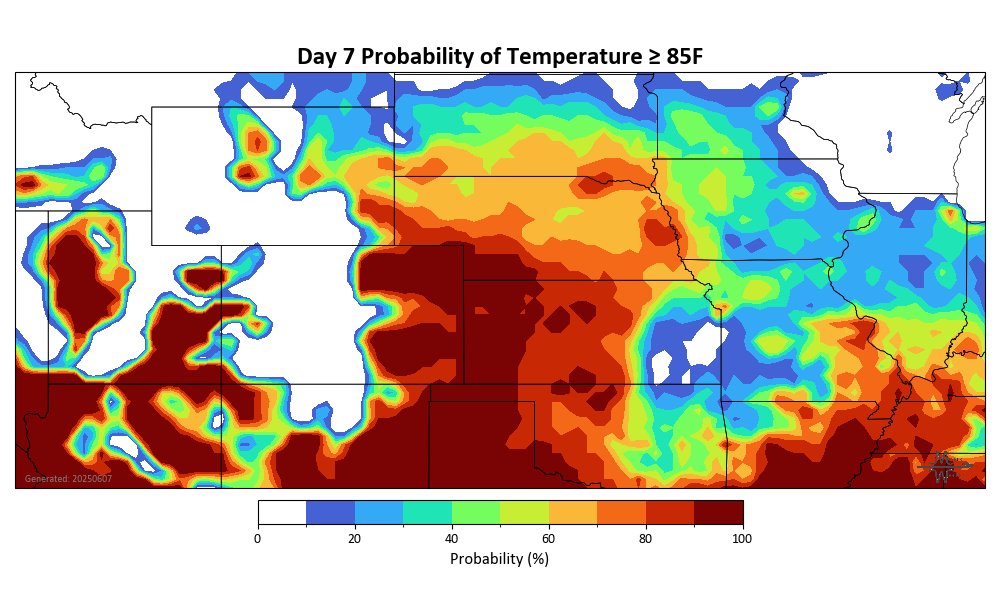 Day 7 Probability of Temperature ≥ 85F
Generated: 20250607
0 20 40 60 80 100
Probability (%)